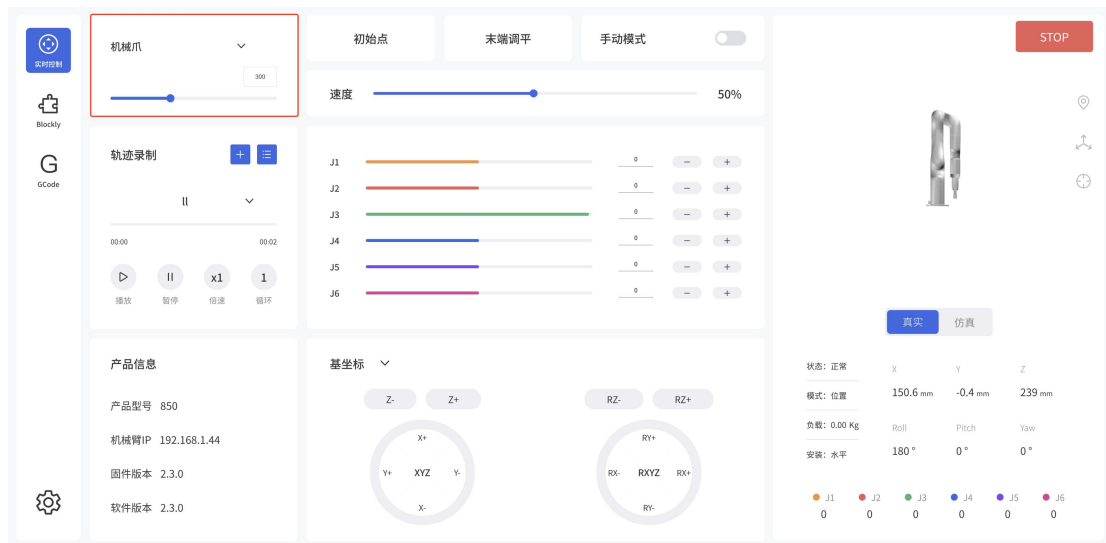 实时控制
Blockly
GCode
机械爪
300
初始点
末端调平
手动模式
STOP
速度
50%
轨迹录制
ll
00:00 00:02
x1 1
播放 暂停 倍速 循环
J1 0 − +
J2 0 − +
J3 0 − +
J4 0 − +
J5 0 − +
J6 0 − +
产品信息
产品型号 850
机械臂IP 192.168.1.44
固件版本 2.3.0
软件版本 2.3.0
基坐标
Z- Z+
X+
Y+ XYZ Y-
X-
RZ- RZ+
RY+
RX- RXYZ RX+
RY-
真实 仿真
状态：正常
模式：位置
负载：0.00 Kg
安装：水平
X Y Z
150.6 mm -0.4 mm 239 mm
Roll Pitch Yaw
180 ° 0 ° 0 °
J1 J2 J3 J4 J5 J6
0 0 0 0 0 0